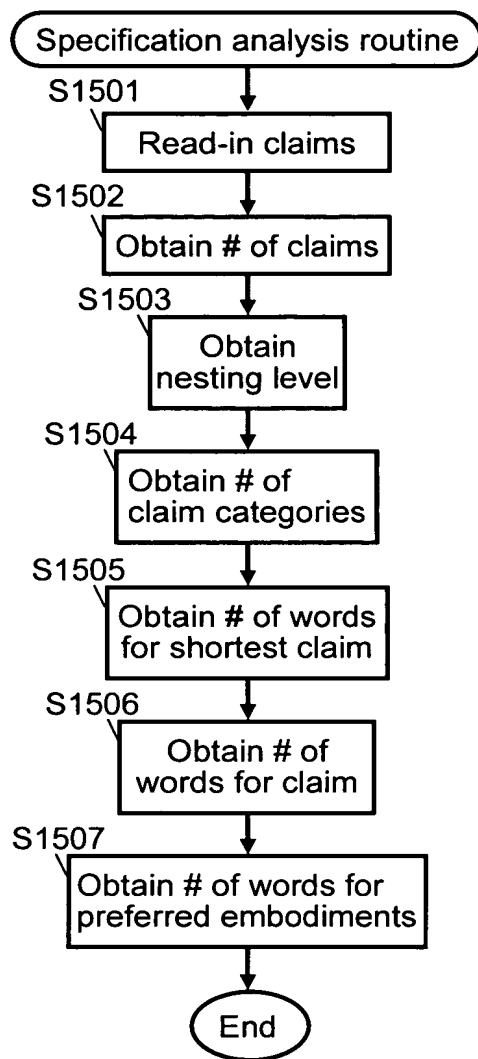 Specification analysis routine
S1501
Read-in claims
S1502
Obtain # of claims
S1503
Obtain
nesting level
S1504
Obtain # of
claim categories
S1505
Obtain # of words
for shortest claim
S1506
Obtain # of
words for claim
S1507
Obtain # of words for
preferred embodiments
End